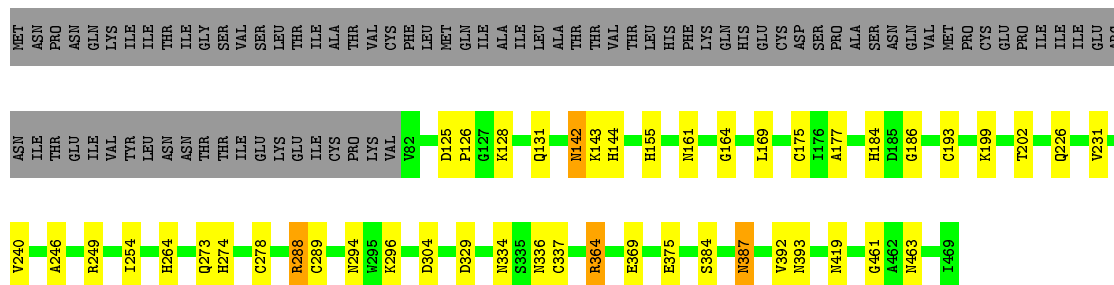 MET ASN PRO ASN GLN LYS ILE ILE THR ILE GLY SER VAL SER LEU THR ILE ALA THR VAL CYS PHE LEU MET GLN ILE ALA ILE LEU ALA THR THR VAL THR LEU HIS PHE LYS GLN HIS GLU CYS ASP SER PRO ALA SER ASN GLN VAL MET PRO CYS GLU PRO ILE ILE ILE GLU ARG
ASN ILE THR GLU ILE VAL TYR LEU ASN ASN THR THR ILE GLU LYS GLU ILE CYS PRO LYS VAL V82 D125 P126 G127 K128 Q131 N142 K143 H144 H155 N161 G164 L169 C175 I176 A177 H184 D185 G186 C193 K199 T202 Q226 V231
V240 A246 R249 I254 H264 Q273 H274 C278 R288 C289 N294 W295 K296 D304 D329 N334 S335 N336 C337 R364 E369 E375 S384 N387 V392 N393 N419 G461 A462 N463 I469